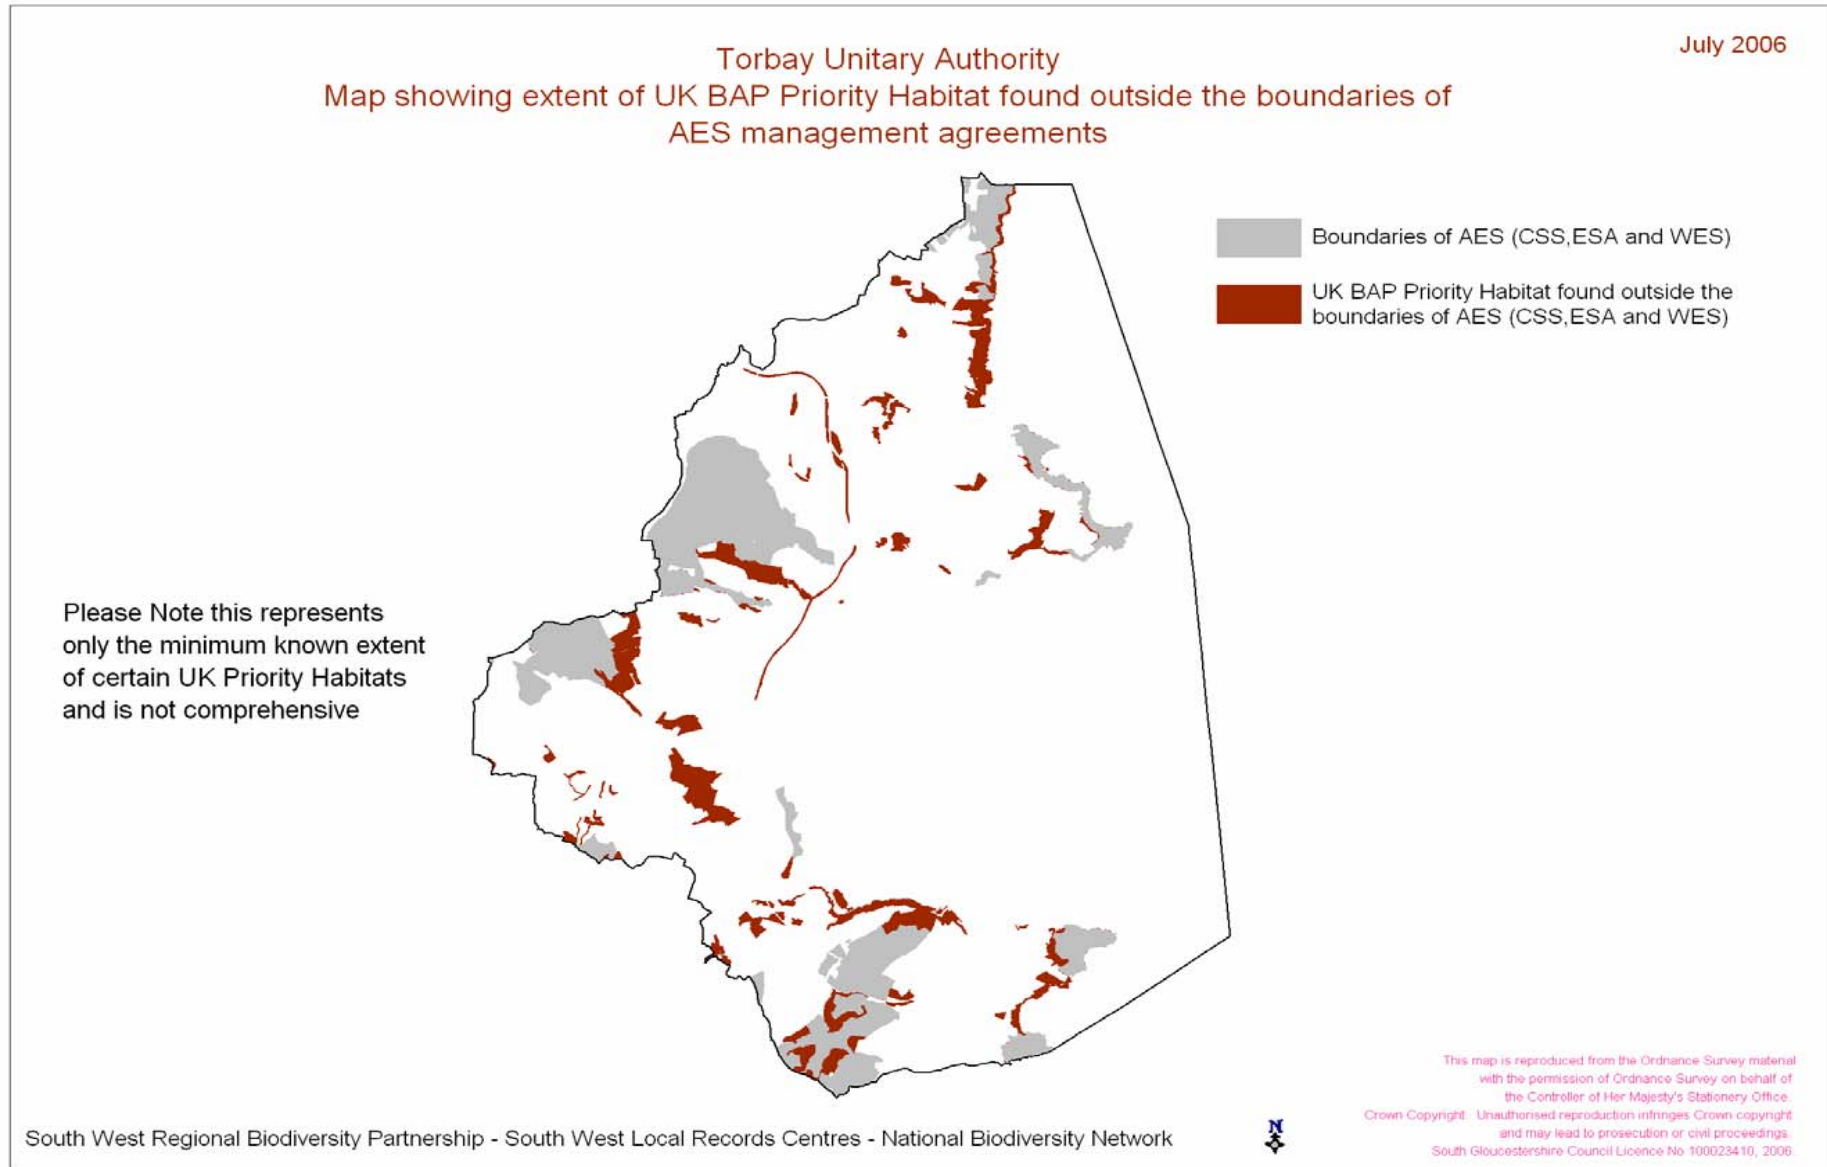 July 2006
Torbay Unitary Authority
Map showing extent of UK BAP Priority Habitat found outside the boundaries of
AES management agreements
Boundaries of AES (CSS,ESA and WES)
UK BAP Priority Habitat found outside the
boundaries of AES (CSS,ESA and WES)
Please Note this represents
only the minimum known extent
of certain UK Priority Habitats
and is not comprehensive
This map is reproduced from the Ordnance Survey material
with the permission of Ordnance Survey on behalf of
the Controller of Her Majesty's Stationery Office.
Crown Copyright. Unauthorised reproduction infringes Crown copyright
and may lead to prosecution or civil proceedings.
South Gloucestershire Council Licence No 100023410, 2006.
South West Regional Biodiversity Partnership - South West Local Records Centres - National Biodiversity Network
N